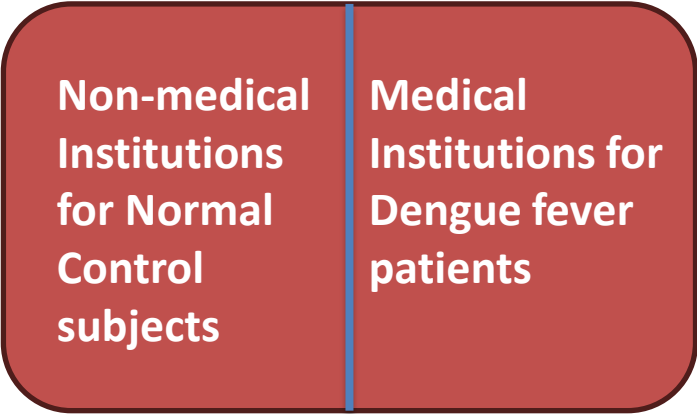 Non-medical
Institutions
for Normal
Control
subjects
Medical
Institutions for
Dengue fever
patients